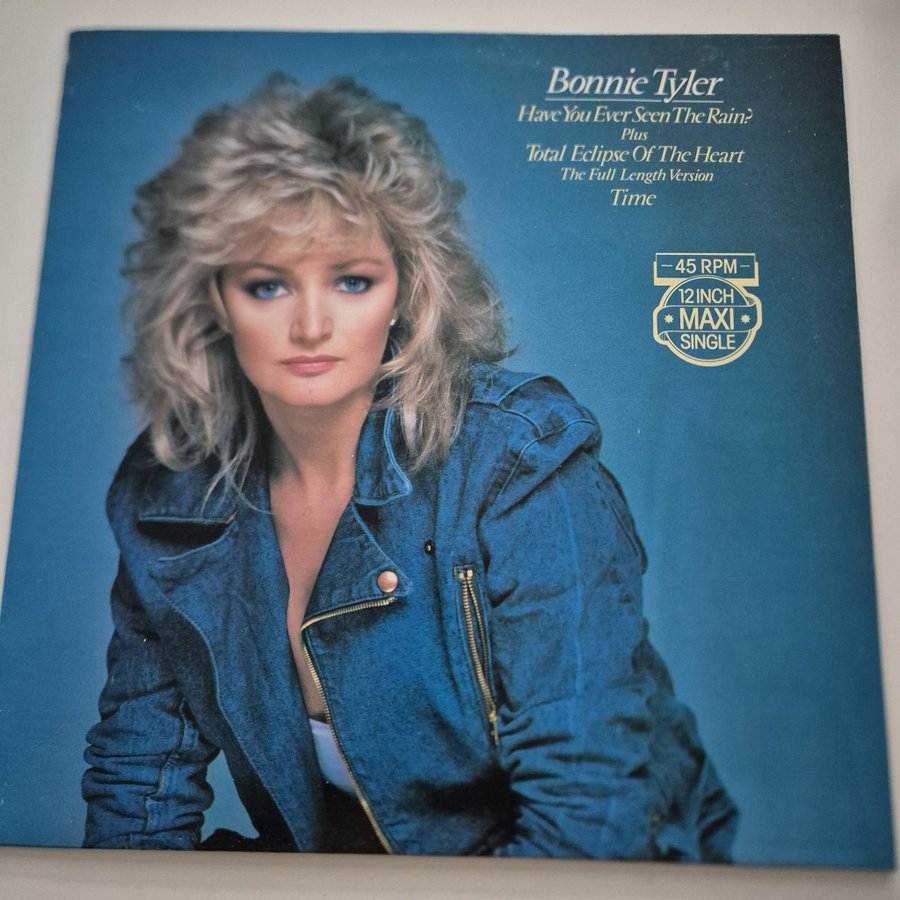 Bonnie Tyler
Have You Ever Seen The Rain?
Plus
Total Eclipse Of The Heart
The Full Length Version
Time
- 45 RPM -
12 INCH
* MAXI *
SINGLE